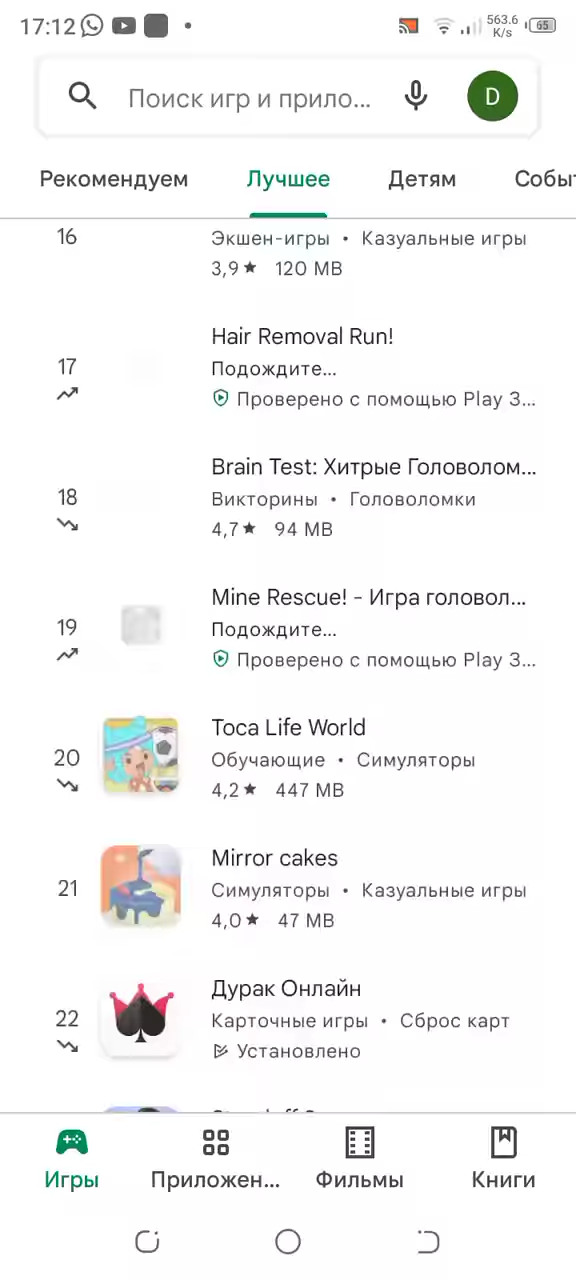 17:12
563.6 K/s
65
Поиск игр и прило...
D
Рекомендуем
Лучшее
Детям
Собы
16
Экшен-игры • Казуальные игры
3,9★ 120 MB
17
Hair Removal Run!
Подождите...
Проверено с помощью Play З...
18
Brain Test: Хитрые Головолом...
Викторины • Головоломки
4,7★ 94 MB
19
Mine Rescue! - Игра головол...
Подождите...
Проверено с помощью Play З...
20
Toca Life World
Обучающие • Симуляторы
4,2★ 447 MB
21
Mirror cakes
Симуляторы • Казуальные игры
4,0★ 47 MB
22
Дурак Онлайн
Карточные игры • Сброс карт
Установлено
Игры
Приложен...
Фильмы
Книги